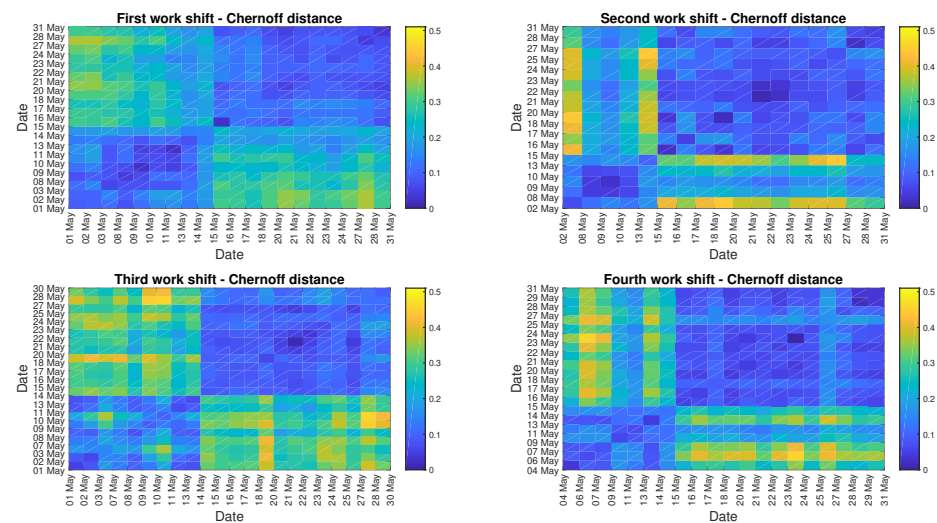 First work shift - Chernoff distance
31 May
28 May
27 May
24 May
23 May
22 May
21 May
20 May
18 May
16 May
15 May
14 May
13 May
11 May
10 May
09 May
08 May
03 May
02 May
01 May
Date
01 May
02 May
03 May
08 May
09 May
10 May
11 May
13 May
14 May
15 May
16 May
18 May
20 May
21 May
22 May
23 May
24 May
27 May
28 May
31 May
Date
0.5
0.4
0.3
0.2
0.1
0
Second work shift - Chernoff distance
31 May
28 May
27 May
25 May
24 May
23 May
22 May
21 May
20 May
18 May
17 May
16 May
15 May
13 May
10 May
09 May
08 May
02 May
Date
02 May
08 May
09 May
10 May
13 May
15 May
16 May
17 May
18 May
20 May
21 May
22 May
23 May
24 May
25 May
27 May
28 May
31 May
Date
0.5
0.4
0.3
0.2
0.1
0
Third work shift - Chernoff distance
30 May
28 May
27 May
25 May
24 May
23 May
22 May
21 May
20 May
18 May
16 May
15 May
14 May
13 May
11 May
10 May
09 May
08 May
07 May
03 May
02 May
01 May
Date
01 May
02 May
03 May
07 May
08 May
09 May
10 May
11 May
13 May
14 May
15 May
16 May
18 May
20 May
21 May
22 May
23 May
24 May
25 May
27 May
28 May
30 May
Date
0.5
0.4
0.3
0.2
0.1
0
Fourth work shift - Chernoff distance
31 May
29 May
28 May
27 May
25 May
24 May
23 May
22 May
21 May
20 May
18 May
17 May
16 May
15 May
14 May
13 May
11 May
09 May
07 May
06 May
04 May
Date
04 May
06 May
07 May
09 May
11 May
13 May
14 May
15 May
16 May
17 May
18 May
20 May
21 May
22 May
23 May
24 May
25 May
27 May
28 May
29 May
31 May
Date
0.5
0.4
0.3
0.2
0.1
0